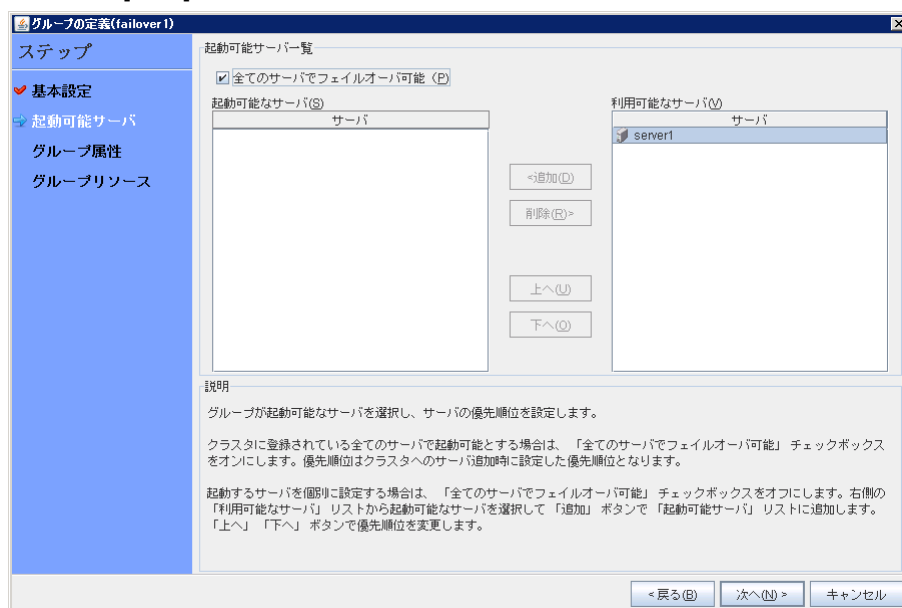 グループの定義(failover1)
ステップ
基本設定
起動可能サーバ
グループ属性
グループリソース
起動可能サーバ一覧
全てのサーバでフェイルオーバ可能 (P)
起動可能なサーバ(S)
サーバ
<追加(D)
削除(R)>
上へ(U)
下へ(O)
利用可能なサーバ(V)
サーバ
server1
説明
グループが起動可能なサーバを選択し、サーバの優先順位を設定します。
クラスタに登録されている全てのサーバで起動可能とする場合は、「全てのサーバでフェイルオーバ可能」 チェックボックス
をオンにします。優先順位はクラスタへのサーバ追加時に設定した優先順位となります。
起動するサーバを個別に設定する場合は、「全てのサーバでフェイルオーバ可能」 チェックボックスをオフにします。右側の
「利用可能なサーバ」 リストから起動可能なサーバを選択して 「追加」 ボタンで 「起動可能サーバ」 リストに追加します。
「上へ」 「下へ」 ボタンで優先順位を変更します。
<戻る(B)
次へ(N) >
キャンセル